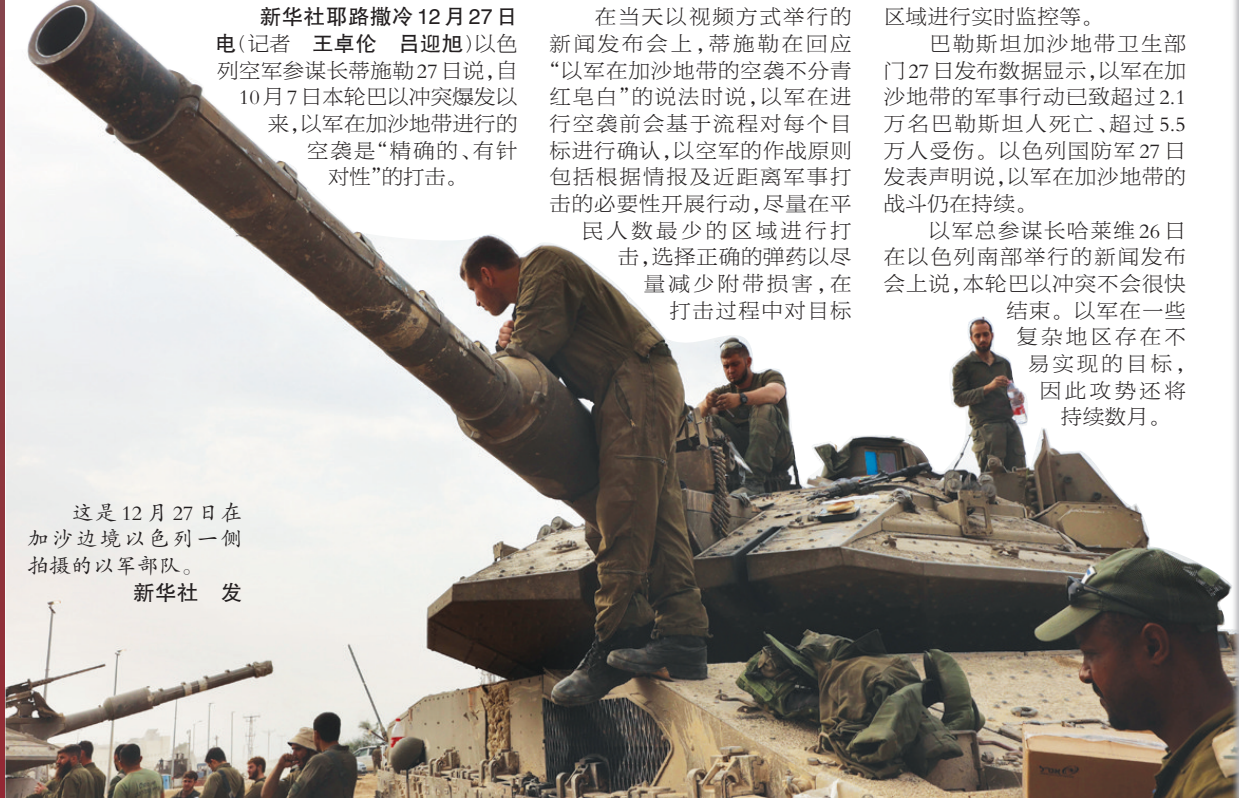 新华社耶路撒冷 12 月 27 日
电(记者　王卓伦　吕迎旭)以色
列空军参谋长蒂施勒 27 日说,自
10 月 7 日本轮巴以冲突爆发以
来,以军在加沙地带进行的
空袭是“精确的、有针
对性”的打击。
在当天以视频方式举行的
新闻发布会上,蒂施勒在回应
“以军在加沙地带的空袭不分青
红皂白”的说法时说,以军在进
行空袭前会基于流程对每个目
标进行确认,以空军的作战原则
包括根据情报及近距离军事打
击的必要性开展行动,尽量在平
民人数最少的区域进行打
击,选择正确的弹药以尽
量减少附带损害,在
打击过程中对目标
区域进行实时监控等。
巴勒斯坦加沙地带卫生部
门 27 日发布数据显示,以军在加
沙地带的军事行动已致超过 2.1
万名巴勒斯坦人死亡、超过 5.5
万人受伤。以色列国防军 27 日
发表声明说,以军在加沙地带的
战斗仍在持续。
以军总参谋长哈莱维 26 日
在以色列南部举行的新闻发布
会上说,本轮巴以冲突不会很快
结束。以军在一些
复杂地区存在不
易实现的目标,
因此攻势还将
持续数月。
这是 12 月 27 日在
加沙边境以色列一侧
拍摄的以军部队。
新华社　发